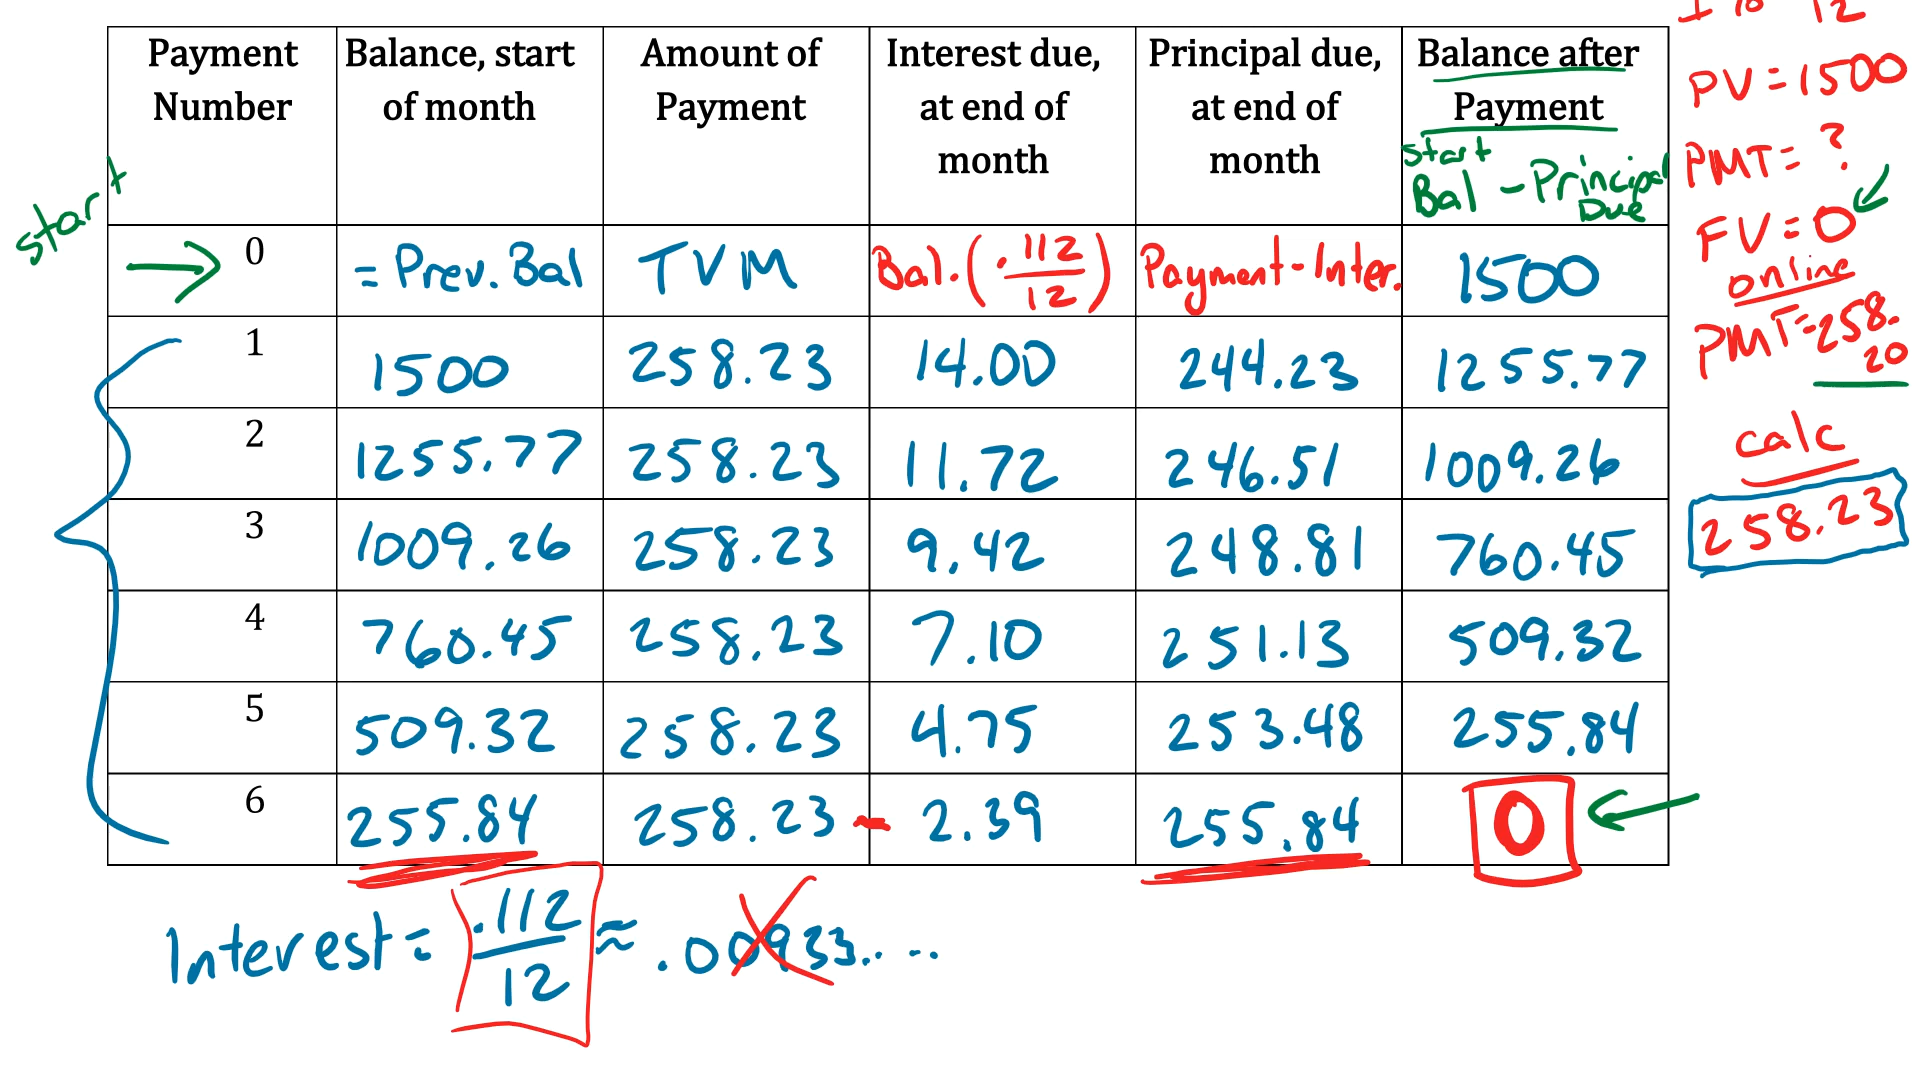 I% 12
Payment Number
Balance, start of month
Amount of Payment
Interest due, at end of month
Principal due, at end of month
Balance after Payment
start Bal - Principal Due
start
0 = Prev. Bal TVM Bal. (.112/12) Payment - Inter. 1500
1 1500 258.23 14.00 244.23 1255.77
2 1255.77 258.23 11.72 246.51 1009.26
3 1009.26 258.23 9.42 248.81 760.45
4 760.45 258.23 7.10 251.13 509.32
5 509.32 258.23 4.75 253.48 255.84
6 255.84 258.23 - 2.39 255.84 0
PV = 1500
PMT = ?
FV = 0
online
PMT = 258.20
calc
258.23
Interest = .112/12 ≈ .00933....